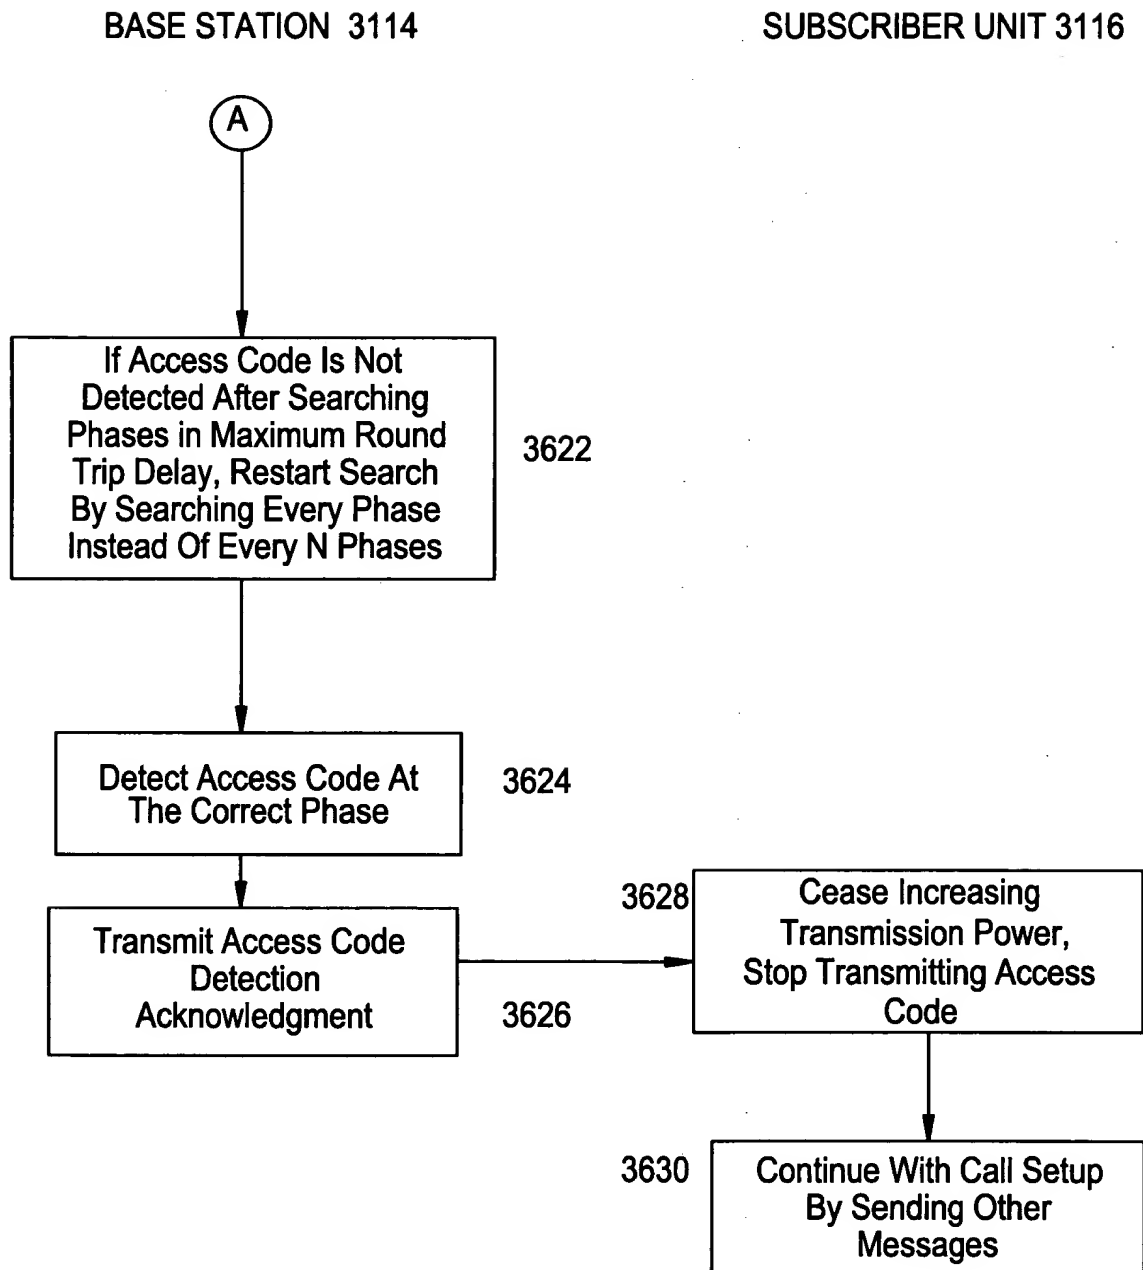 BASE STATION 3114
SUBSCRIBER UNIT 3116
A
If Access Code Is Not
Detected After Searching
Phases in Maximum Round
Trip Delay, Restart Search
By Searching Every Phase
Instead Of Every N Phases
3622
Detect Access Code At
The Correct Phase
3624
Transmit Access Code
Detection
Acknowledgment
3626
3628
Cease Increasing
Transmission Power,
Stop Transmitting Access
Code
3630
Continue With Call Setup
By Sending Other
Messages